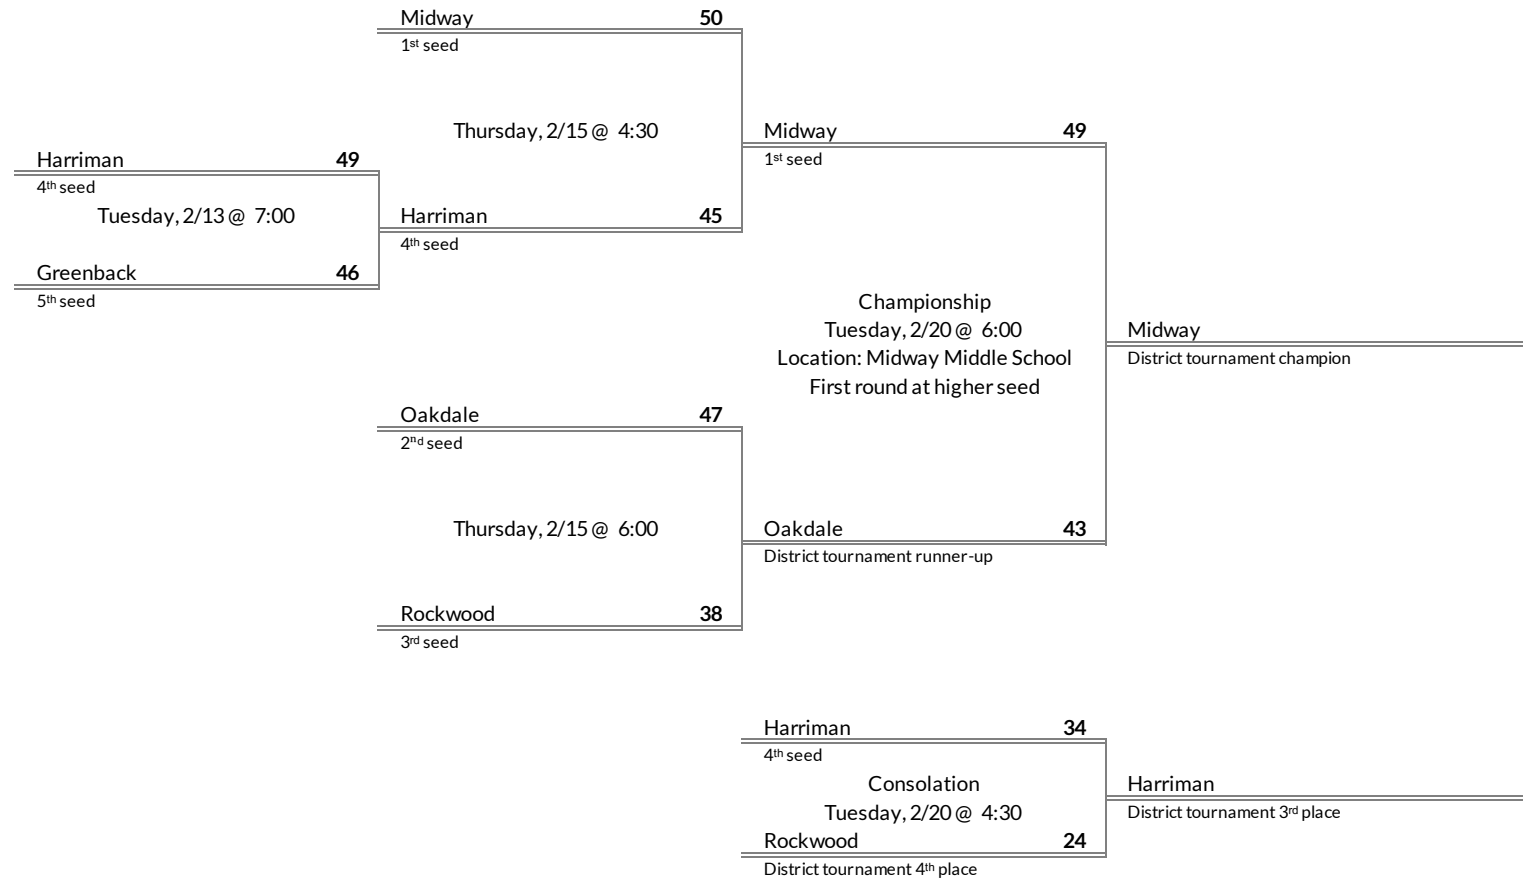 Midway 50
1st seed
Thursday, 2/15 @ 4:30
Harriman 49
4th seed
Tuesday, 2/13 @ 7:00
Greenback 46
5th seed
Harriman 45
4th seed
Midway 49
1st seed
Championship
Tuesday, 2/20 @ 6:00
Location: Midway Middle School
First round at higher seed
Midway
District tournament champion
Oakdale 47
2nd seed
Thursday, 2/15 @ 6:00
Rockwood 38
3rd seed
Oakdale 43
District tournament runner-up
Harriman 34
4th seed
Consolation
Tuesday, 2/20 @ 4:30
Rockwood 24
District tournament 4th place
Harriman
District tournament 3rd place